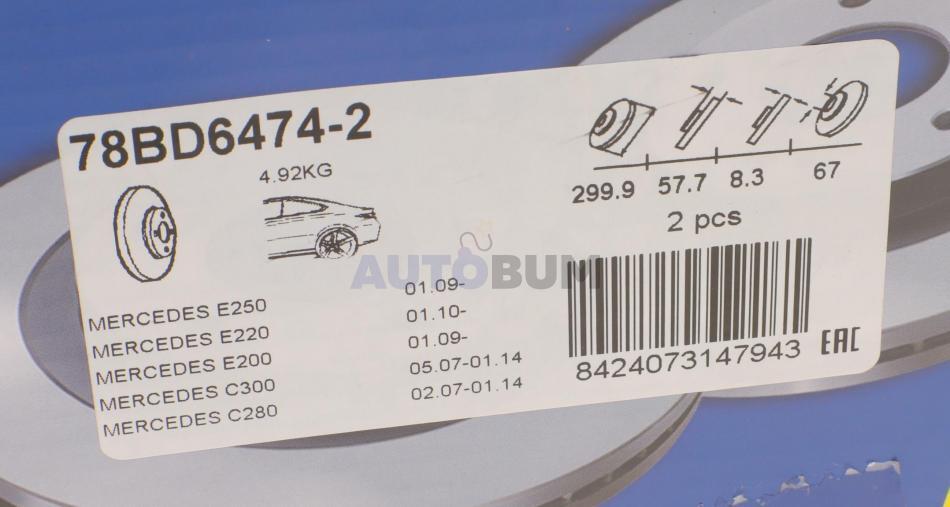 78BD6474-2
4.92KG
299.9 57.7 8.3 67
2 pcs
AUTOBUM
MERCEDES E250 01.09-
MERCEDES E220 01.10-
MERCEDES E200 01.09-
MERCEDES C300 05.07-01.14
MERCEDES C280 02.07-01.14
8424073147943
EAC